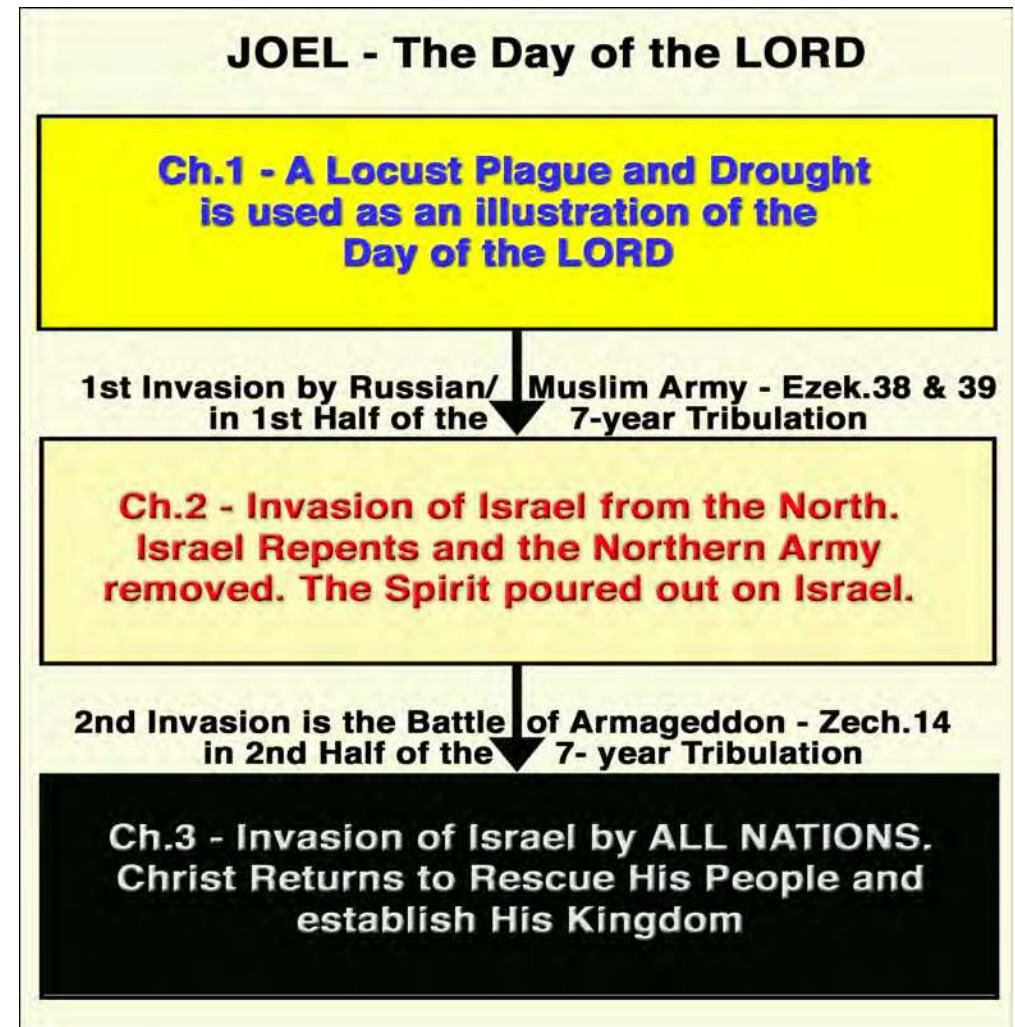 JOEL - The Day of the LORD
Ch.1 - A Locust Plague and Drought
is used as an illustration of the
Day of the LORD
1st Invasion by Russian/ Muslim Army - Ezek.38 & 39
in 1st Half of the 7-year Tribulation
Ch.2 - Invasion of Israel from the North.
Israel Repents and the Northern Army
removed. The Spirit poured out on Israel.
2nd Invasion is the Battle of Armageddon - Zech.14
in 2nd Half of the 7- year Tribulation
Ch.3 - Invasion of Israel by ALL NATIONS.
Christ Returns to Rescue His People and
establish His Kingdom